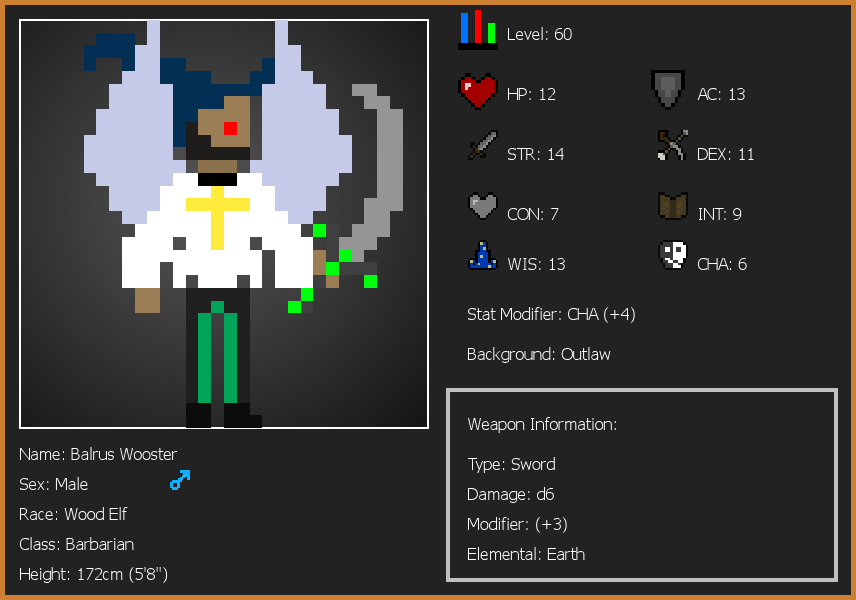 Level: 60
HP: 12
AC: 13
STR: 14
DEX: 11
CON: 7
INT: 9
WIS: 13
CHA: 6
Stat Modifier: CHA (+4)
Background: Outlaw
Weapon Information:
Type: Sword
Damage: d6
Modifier: (+3)
Elemental: Earth
Name: Balrus Wooster
Sex: Male
Race: Wood Elf
Class: Barbarian
Height: 172cm (5'8")